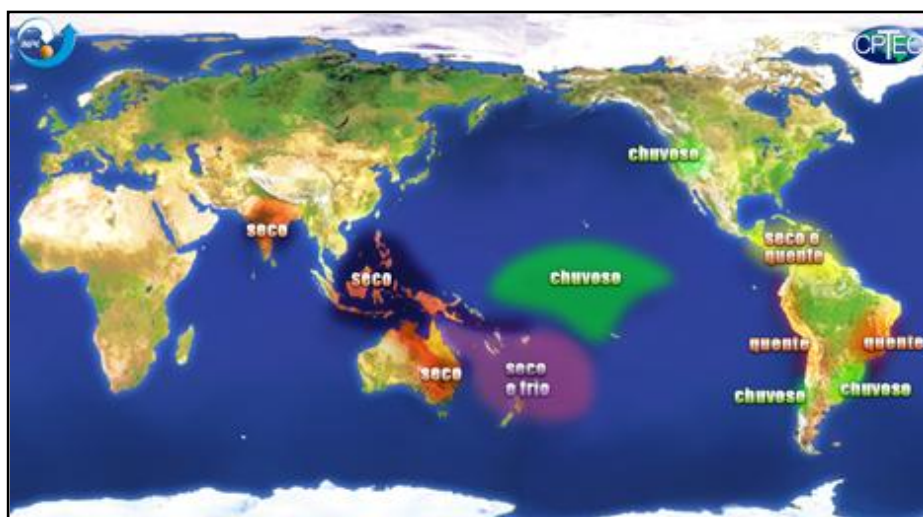 CPTEC
chuvoso
seco
seco e
quente
seco
chuvoso
quente
quente
seco
seco
e frio
chuvoso
chuvoso